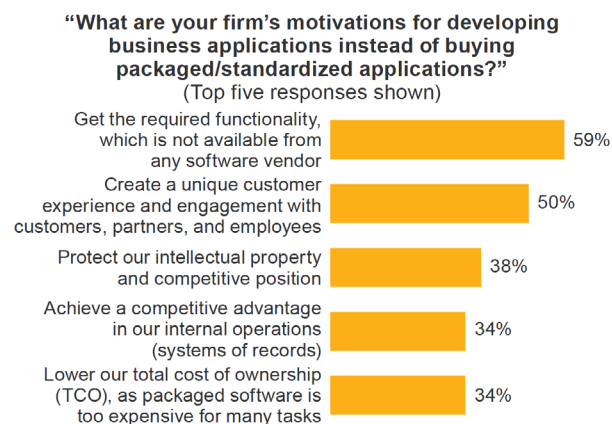 “What are your firm’s motivations for developing
business applications instead of buying
packaged/standardized applications?”
(Top five responses shown)
Get the required functionality,
which is not available from
any software vendor
59%
Create a unique customer
experience and engagement with
customers, partners, and employees
50%
Protect our intellectual property
and competitive position
38%
Achieve a competitive advantage
in our internal operations
(systems of records)
34%
Lower our total cost of ownership
(TCO), as packaged software is
too expensive for many tasks
34%